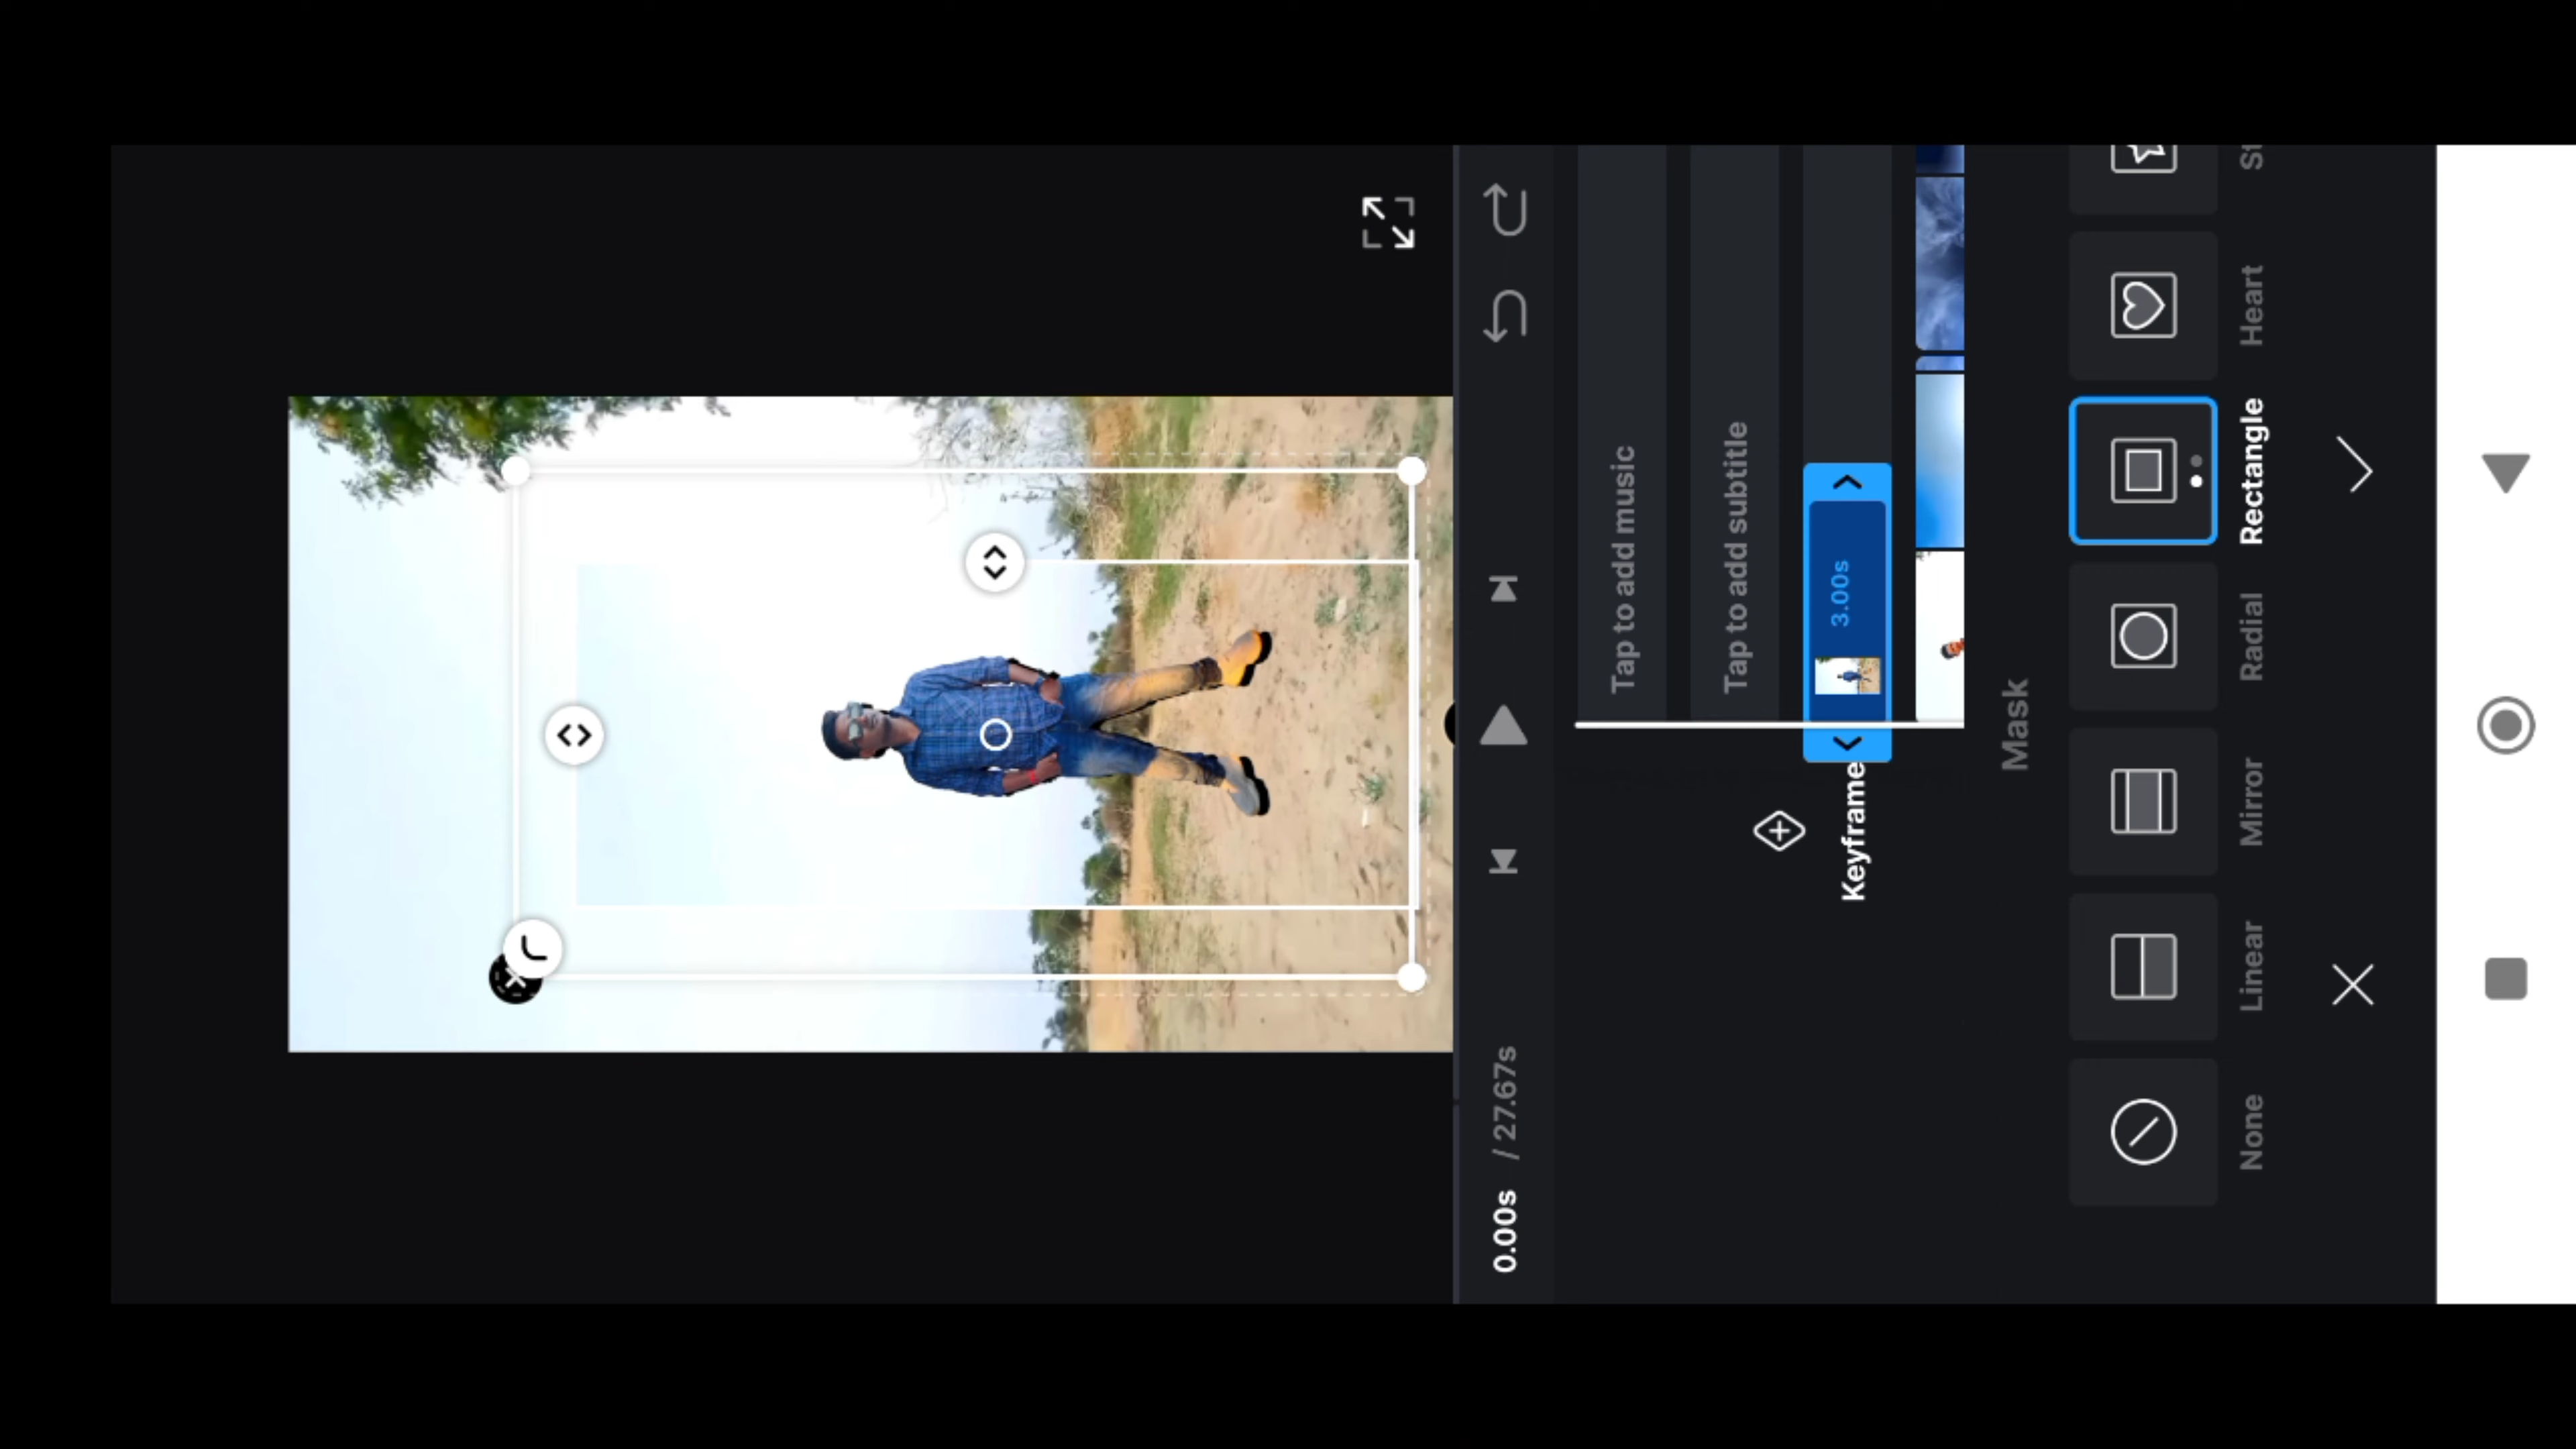 0.00s / 27.67s
Tap to add music
Tap to add subtitle
3.00s
Keyframe
Mask
None
Linear
Mirror
Radial
Rectangle
Heart